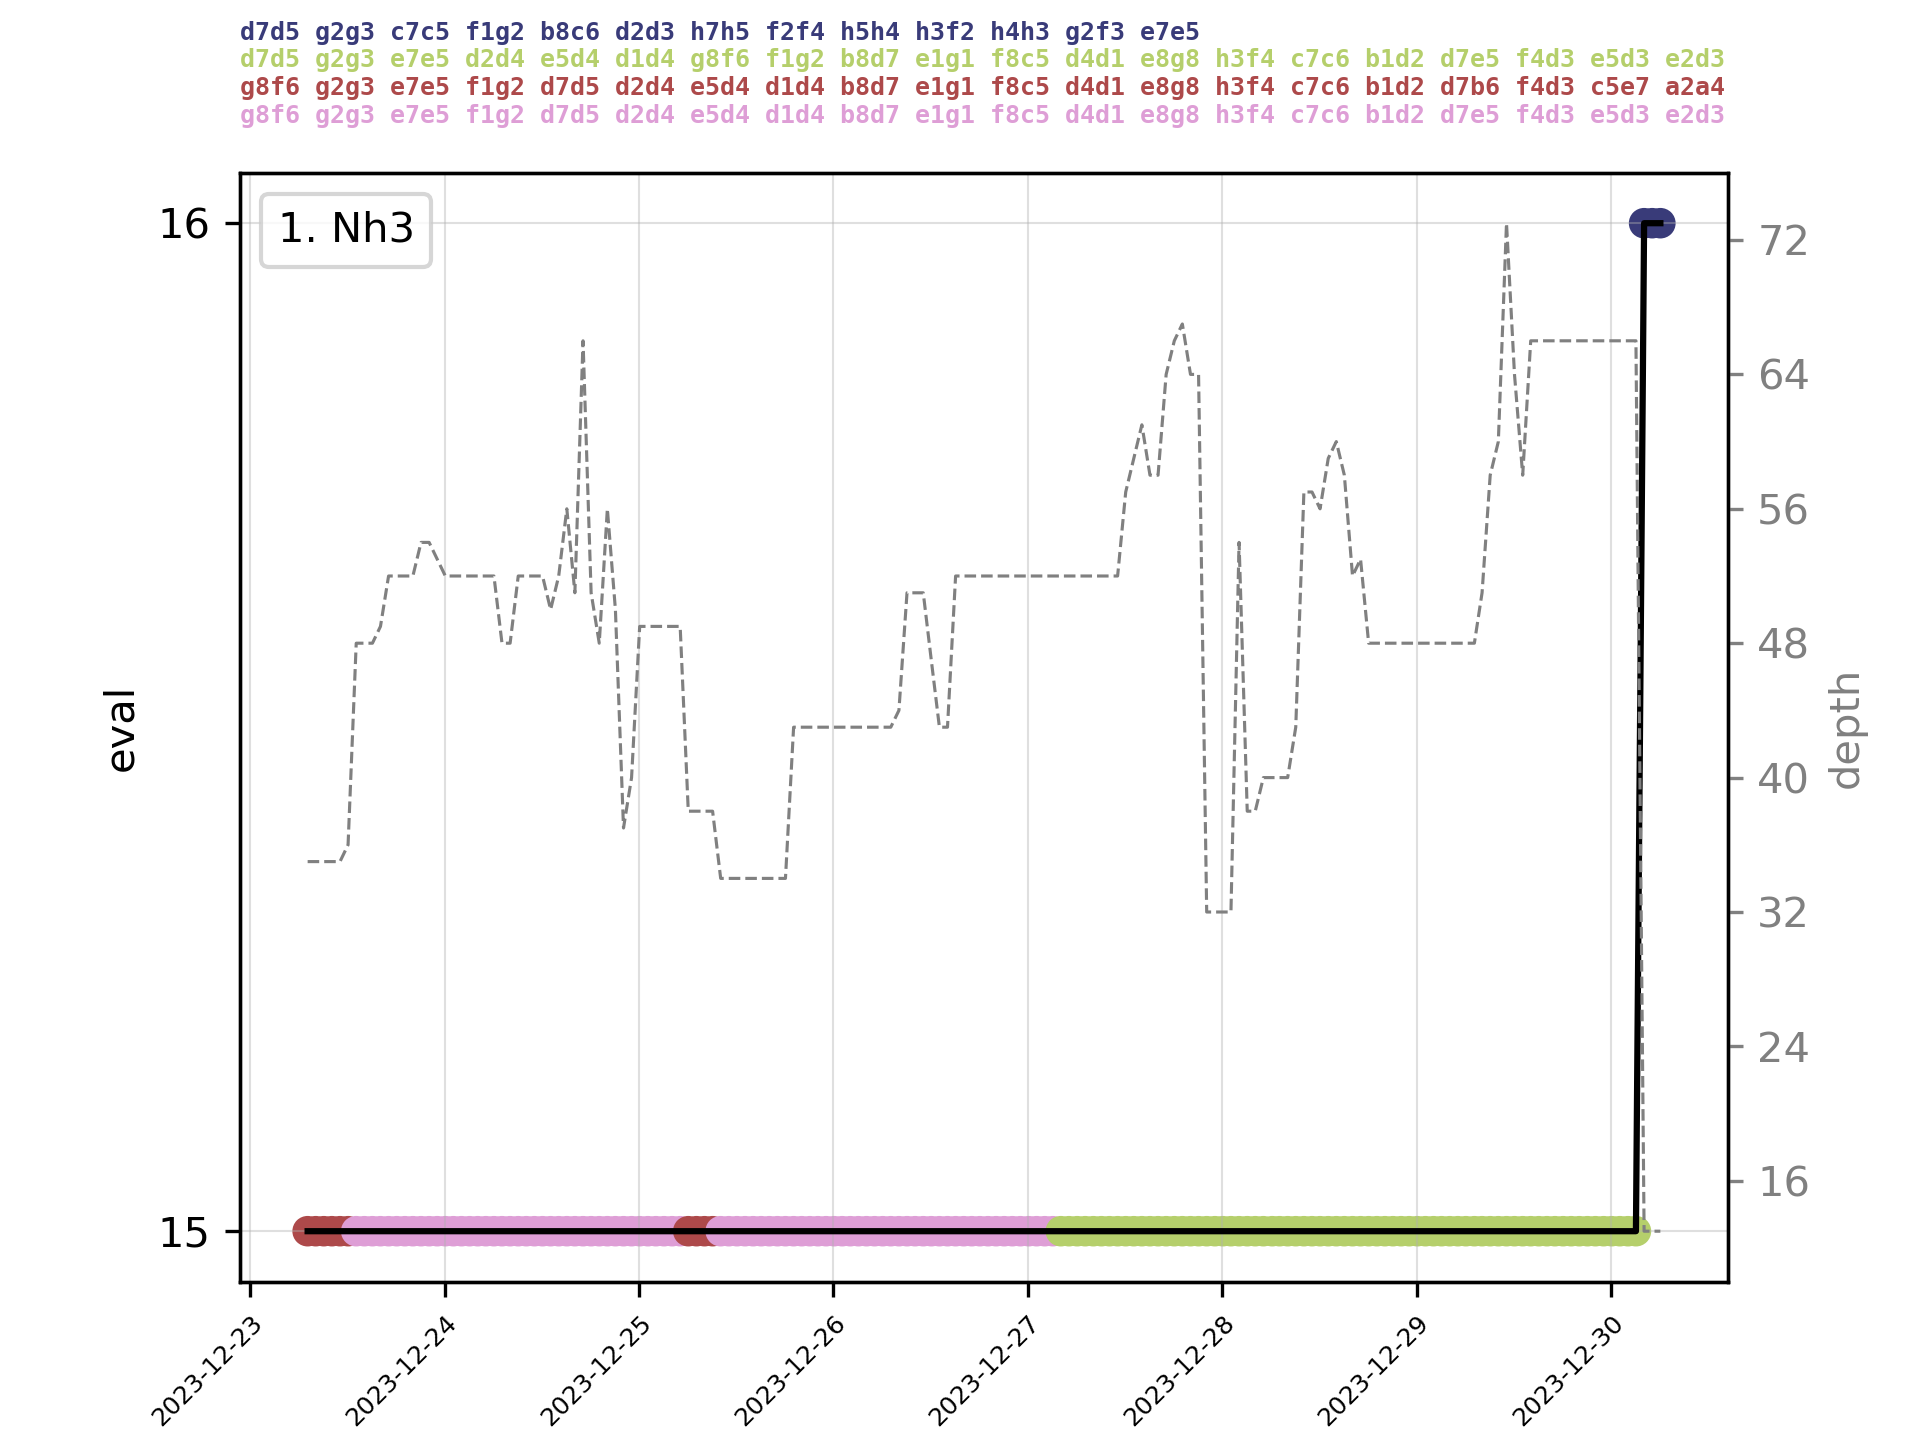 d7d5 g2g3 c7c5 f1g2 b8c6 d2d3 h7h5 f2f4 h5h4 h3f2 h4h3 g2f3 e7e5
d7d5 g2g3 e7e5 d2d4 e5d4 d1d4 g8f6 f1g2 b8d7 e1g1 f8c5 d4d1 e8g8 h3f4 c7c6 b1d2 d7e5 f4d3 e5d3 e2d3
g8f6 g2g3 e7e5 f1g2 d7d5 d2d4 e5d4 d1d4 b8d7 e1g1 f8c5 d4d1 e8g8 h3f4 c7c6 b1d2 d7b6 f4d3 c5e7 a2a4
g8f6 g2g3 e7e5 f1g2 d7d5 d2d4 e5d4 d1d4 b8d7 e1g1 f8c5 d4d1 e8g8 h3f4 c7c6 b1d2 d7e5 f4d3 e5d3 e2d3
1. Nh3
16
15
eval
72
64
56
48
40
32
24
16
depth
2023-12-23
2023-12-24
2023-12-25
2023-12-26
2023-12-27
2023-12-28
2023-12-29
2023-12-30